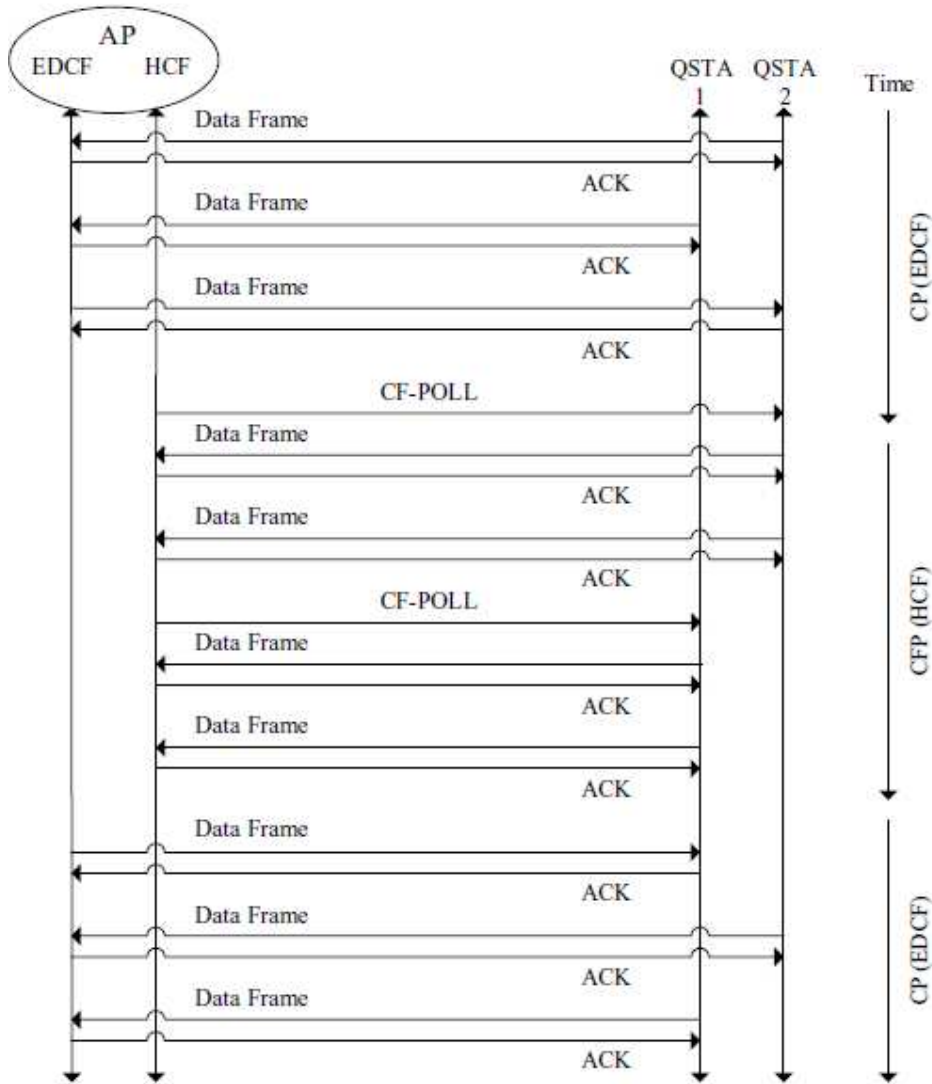 AP
EDCF HCF
QSTA QSTA
1 2
Time
Data Frame
ACK
Data Frame
ACK
Data Frame
ACK
CP (EDCF)
CF-POLL
Data Frame
ACK
Data Frame
ACK
CF-POLL
Data Frame
ACK
Data Frame
ACK
CFP (HCF)
Data Frame
ACK
Data Frame
ACK
Data Frame
ACK
CP (EDCF)